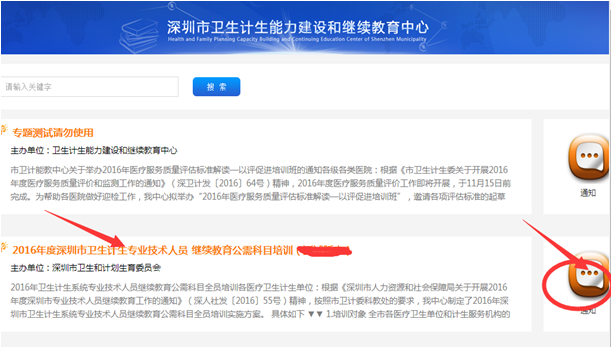 深圳市卫生计生能力建设和继续教育中心
Health and Family Planning Capacity Building and Continuing Education Center of Shenzhen Municipality
请输入关键字
搜 索
专题测试请勿使用
主办单位：卫生计生能力建设和继续教育中心
市卫计能教中心关于举办2016年医疗服务质量评估标准解读—以评促进培训班的通知各级各类医院：根据《市卫生计生委关于开展2016
年度医疗服务质量评价和监测工作的通知》（深卫计发〔2016〕64号）精神，2016年度医疗服务质量评价工作即将开展，于11月15日前
完成。为帮助各医院做好迎检工作，我中心拟举办“2016年医疗服务质量评估标准解读—以评促进培训班”，邀请各项评估标准的起草
通知
2016年度深圳市卫生计生专业技术人员 继续教育公需科目培训
主办单位：深圳市卫生和计划生育委员会
2016年卫生计生系统专业技术人员继续教育公需科目全员培训各医疗卫生计生单位：根据《深圳市人力资源和社会保障局关于开展2016
年度深圳市专业技术人员继续教育工作的通知》（深人社发〔2016〕55号）精神，按照市卫计委科教处的要求，我中心制定了2016年深
圳市卫生计生系统专业技术人员继续教育公需科目全员培训实施方案。 具体如下 ▼▼ 1.培训对象 全市各医疗卫生单位和计生服务机构的
通知